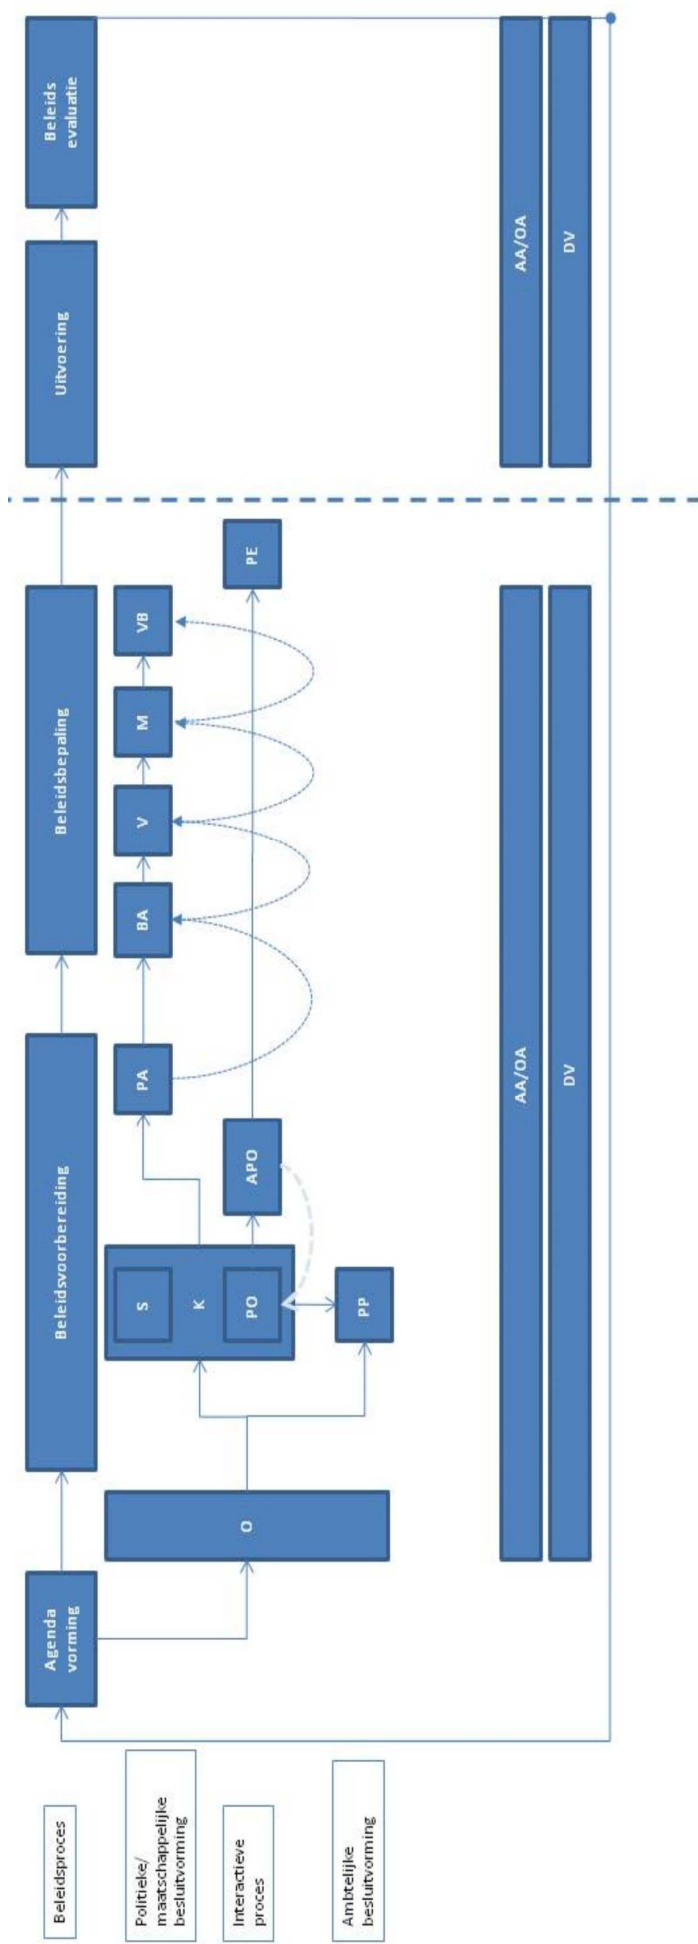 Beleidsproces
Agenda
vorming
Beleidsvoorbereiding
Beleidsbepaling
Uitvoering
Beleids
evaluatie
Politieke/
maatschappelijke
besluitvorming
S
K
PA
BA
V
M
VB
Interactieve
proces
O
PO
APO
PE
Ambtelijke
besluitvorming
PP
AA/OA
AA/OA
DV
DV